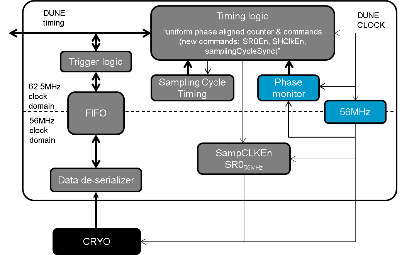 DUNE
timing
Timing logic
"uniform phase aligned counter & commands
(new commands: SR0En, SHClkEn,
samplingCycleSync)"
DUNE
CLOCK
Trigger logic
Sampling Cycle
Timing
Phase
monitor
62.5MHz
clock
domain
FIFO
56MHz
56MHz
clock
domain
SampCLKEn
SR056MHz
Data de-serializer
CRYO